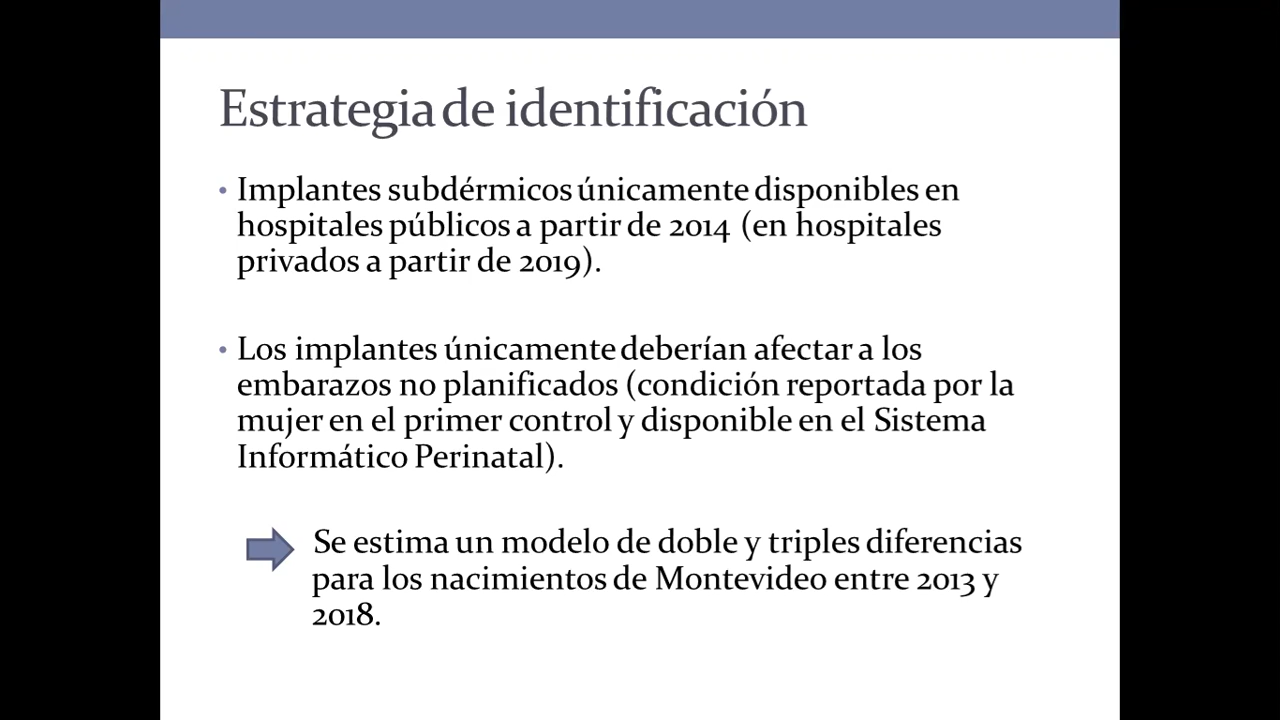 Estrategia de identificación
• Implantes subdérmicos únicamente disponibles en
hospitales públicos a partir de 2014 (en hospitales
privados a partir de 2019).
• Los implantes únicamente deberían afectar a los
embarazos no planificados (condición reportada por la
mujer en el primer control y disponible en el Sistema
Informático Perinatal).
Se estima un modelo de doble y triples diferencias
para los nacimientos de Montevideo entre 2013 y
2018.